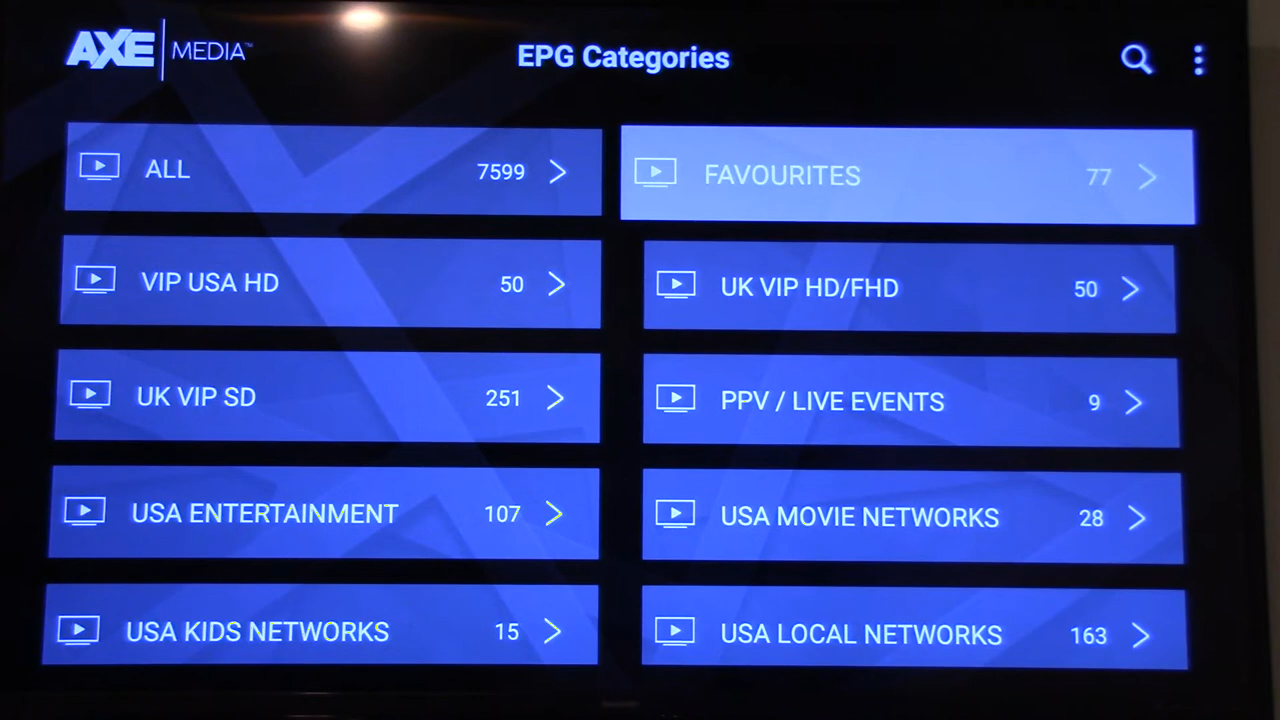 AXE MEDIA™
EPG Categories
ALL 7599
FAVOURITES 77
VIP USA HD 50
UK VIP HD/FHD 50
UK VIP SD 251
PPV / LIVE EVENTS 9
USA ENTERTAINMENT 107
USA MOVIE NETWORKS 28
USA KIDS NETWORKS 15
USA LOCAL NETWORKS 163